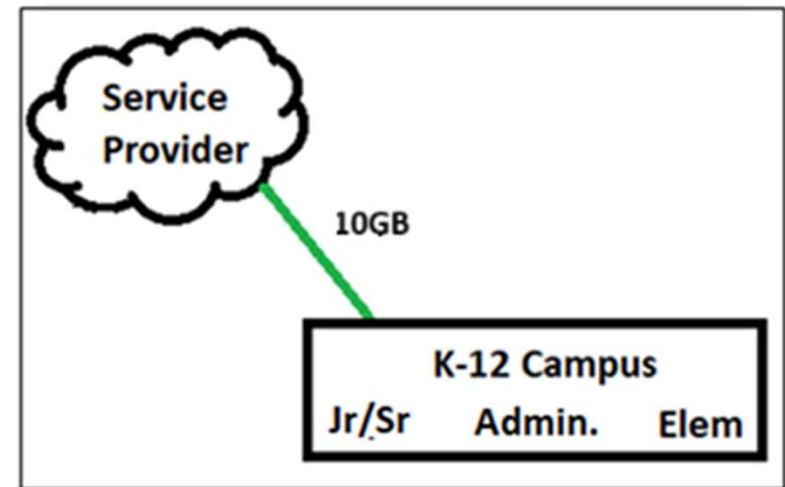 Service
Provider
10GB
K-12 Campus
Jr/Sr Admin. Elem